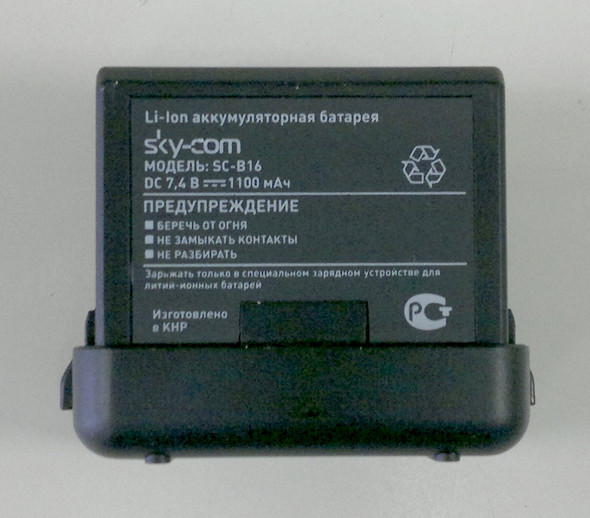 Li-Ion аккумуляторная батарея
sky-com
МОДЕЛЬ: SC-B16
DC 7,4 В 1100 мАч
ПРЕДУПРЕЖДЕНИЕ
БЕРЕЧЬ ОТ ОГНЯ
НЕ ЗАМЫКАТЬ КОНТАКТЫ
НЕ РАЗБИРАТЬ
Заряжать только в специальном зарядном устройстве для
литий-ионных батарей
Изготовлено
в КНР
РСТ